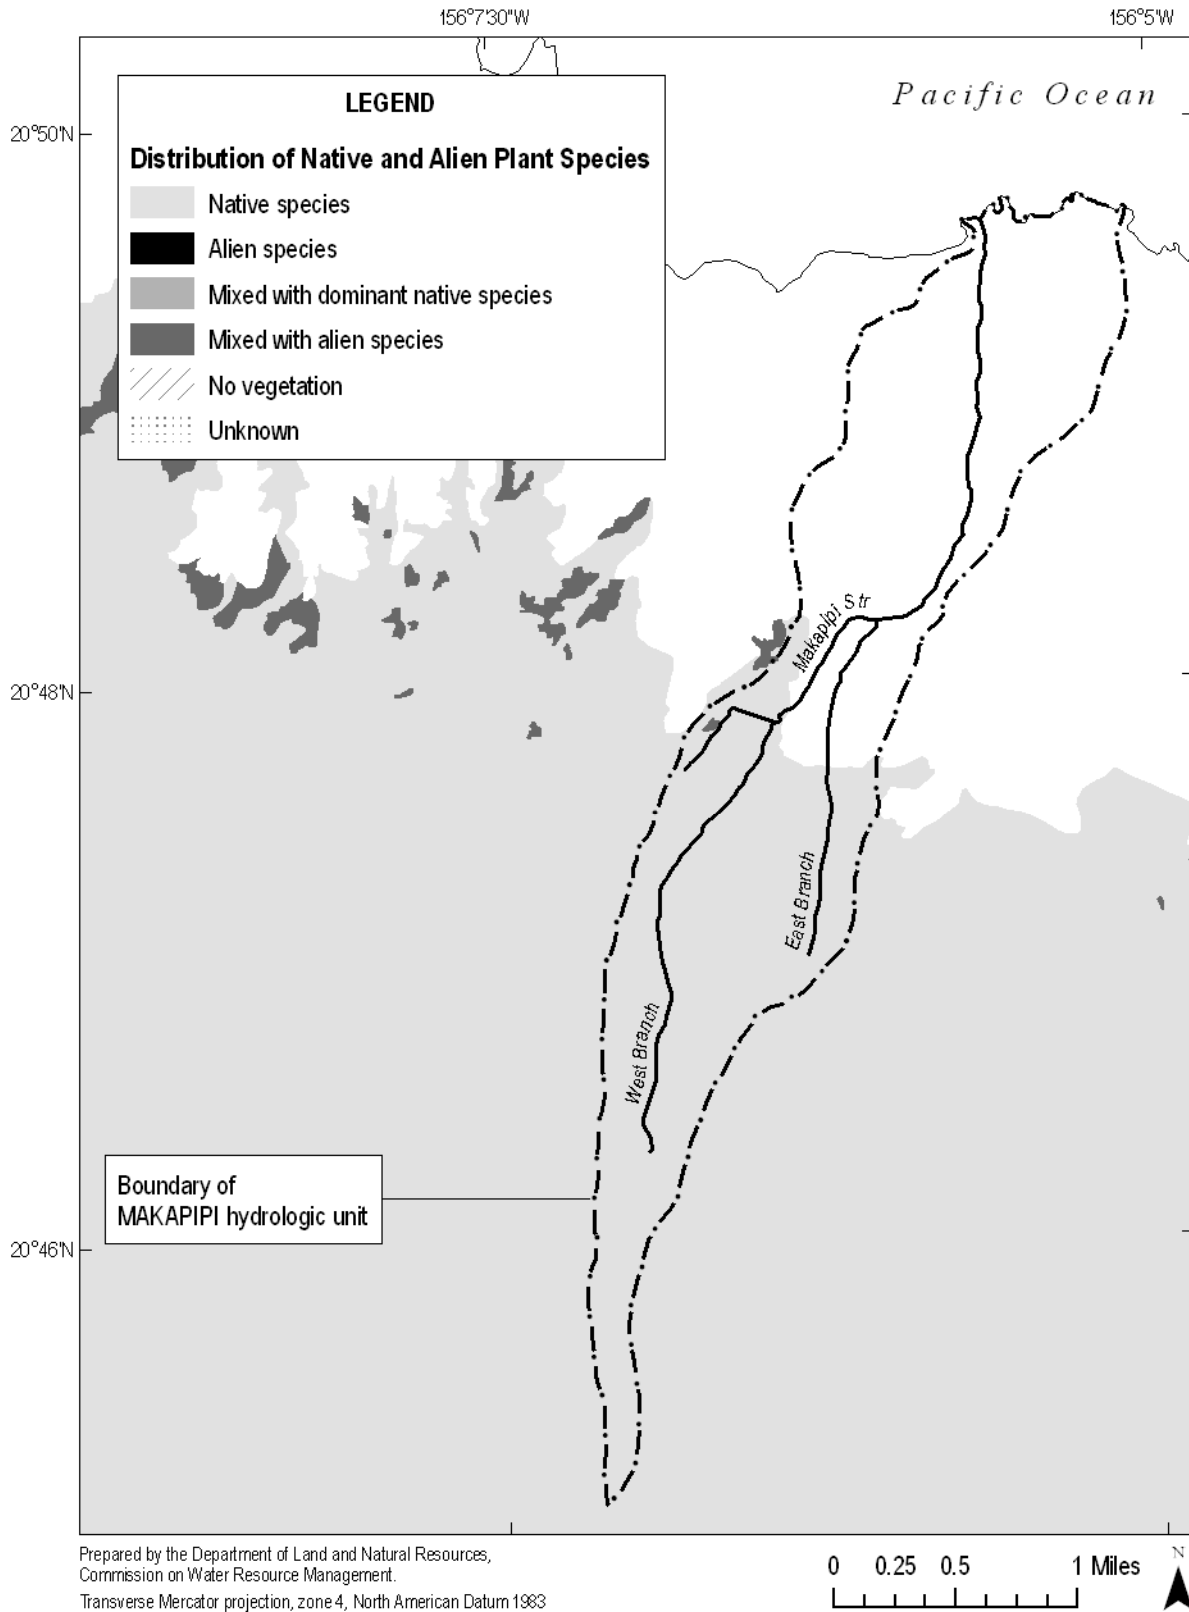 156°7'30"W
156°5'W
Pacific Ocean
20°50'N
LEGEND
Distribution of Native and Alien Plant Species
Native species
Alien species
Mixed with dominant native species
Mixed with alien species
No vegetation
Unknown
Makapipi Str
20°48'N
East Branch
West Branch
Boundary of
MAKAPIPI hydrologic unit
20°46'N
Prepared by the Department of Land and Natural Resources,
Commission on Water Resource Management.
Transverse Mercator projection, zone 4, North American Datum 1983
0 0.25 0.5 1 Miles
N